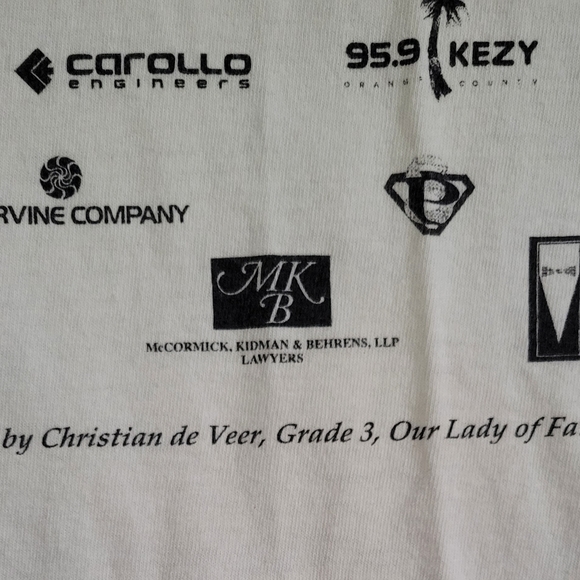 carollo
engineers
95.9 KEZY
ORANGE COUNTY
RVINE COMPANY
P
MKB
McCORMICK, KIDMAN & BEHRENS, LLP
LAWYERS
by Christian de Veer, Grade 3, Our Lady of Fa